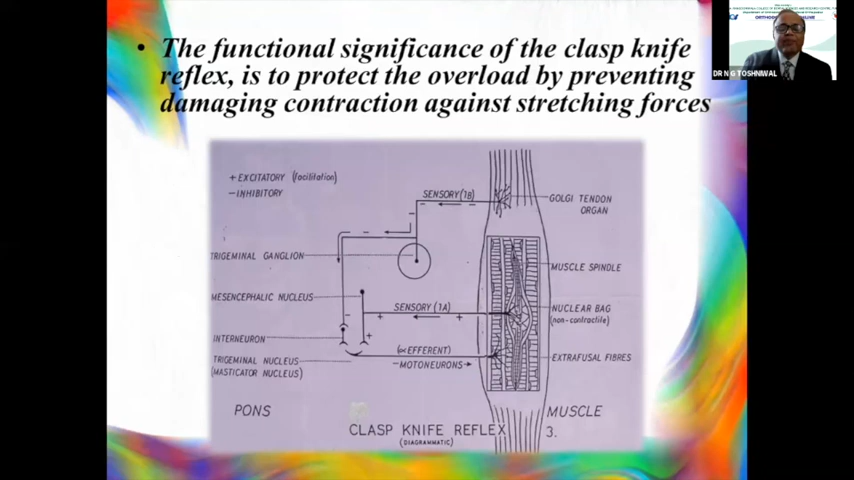 • The functional significance of the clasp knife
reflex, is to protect the overload by preventing
damaging contraction against stretching forces
+ EXCITATORY (facilitation)
− INHIBITORY
SENSORY (1B)
GOLGI TENDON
ORGAN
TRIGEMINAL GANGLION
MUSCLE SPINDLE
MESENCEPHALIC NUCLEUS
SENSORY (1A)
NUCLEAR BAG
(non-contractile)
INTERNEURON
(∝ EFFERENT)
EXTRAFUSAL FIBRES
TRIGEMINAL NUCLEUS
(MASTICATOR NUCLEUS)
− MOTONEURONS →
PONS
MUSCLE
CLASP KNIFE REFLEX
3.
(DIAGRAMMATIC)
DR N G TOSHNIWAL